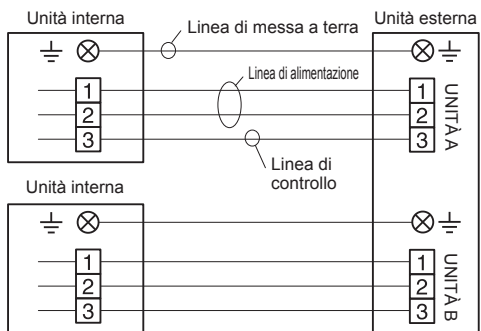 Unità interna
Unità esterna
Linea di messa a terra
Linea di alimentazione
1
2
3
1
2
3
UNITÀ A
Linea di
controllo
Unità interna
1
2
3
1
2
3
UNITÀ B